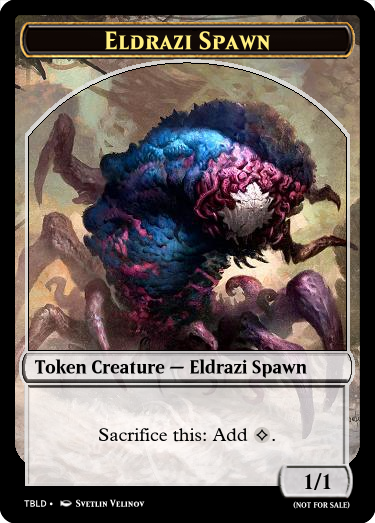 Eldrazi Spawn
Token Creature — Eldrazi Spawn
Sacrifice this: Add ◇.
1/1
TBLD • Svetlin Velinov
(NOT FOR SALE)